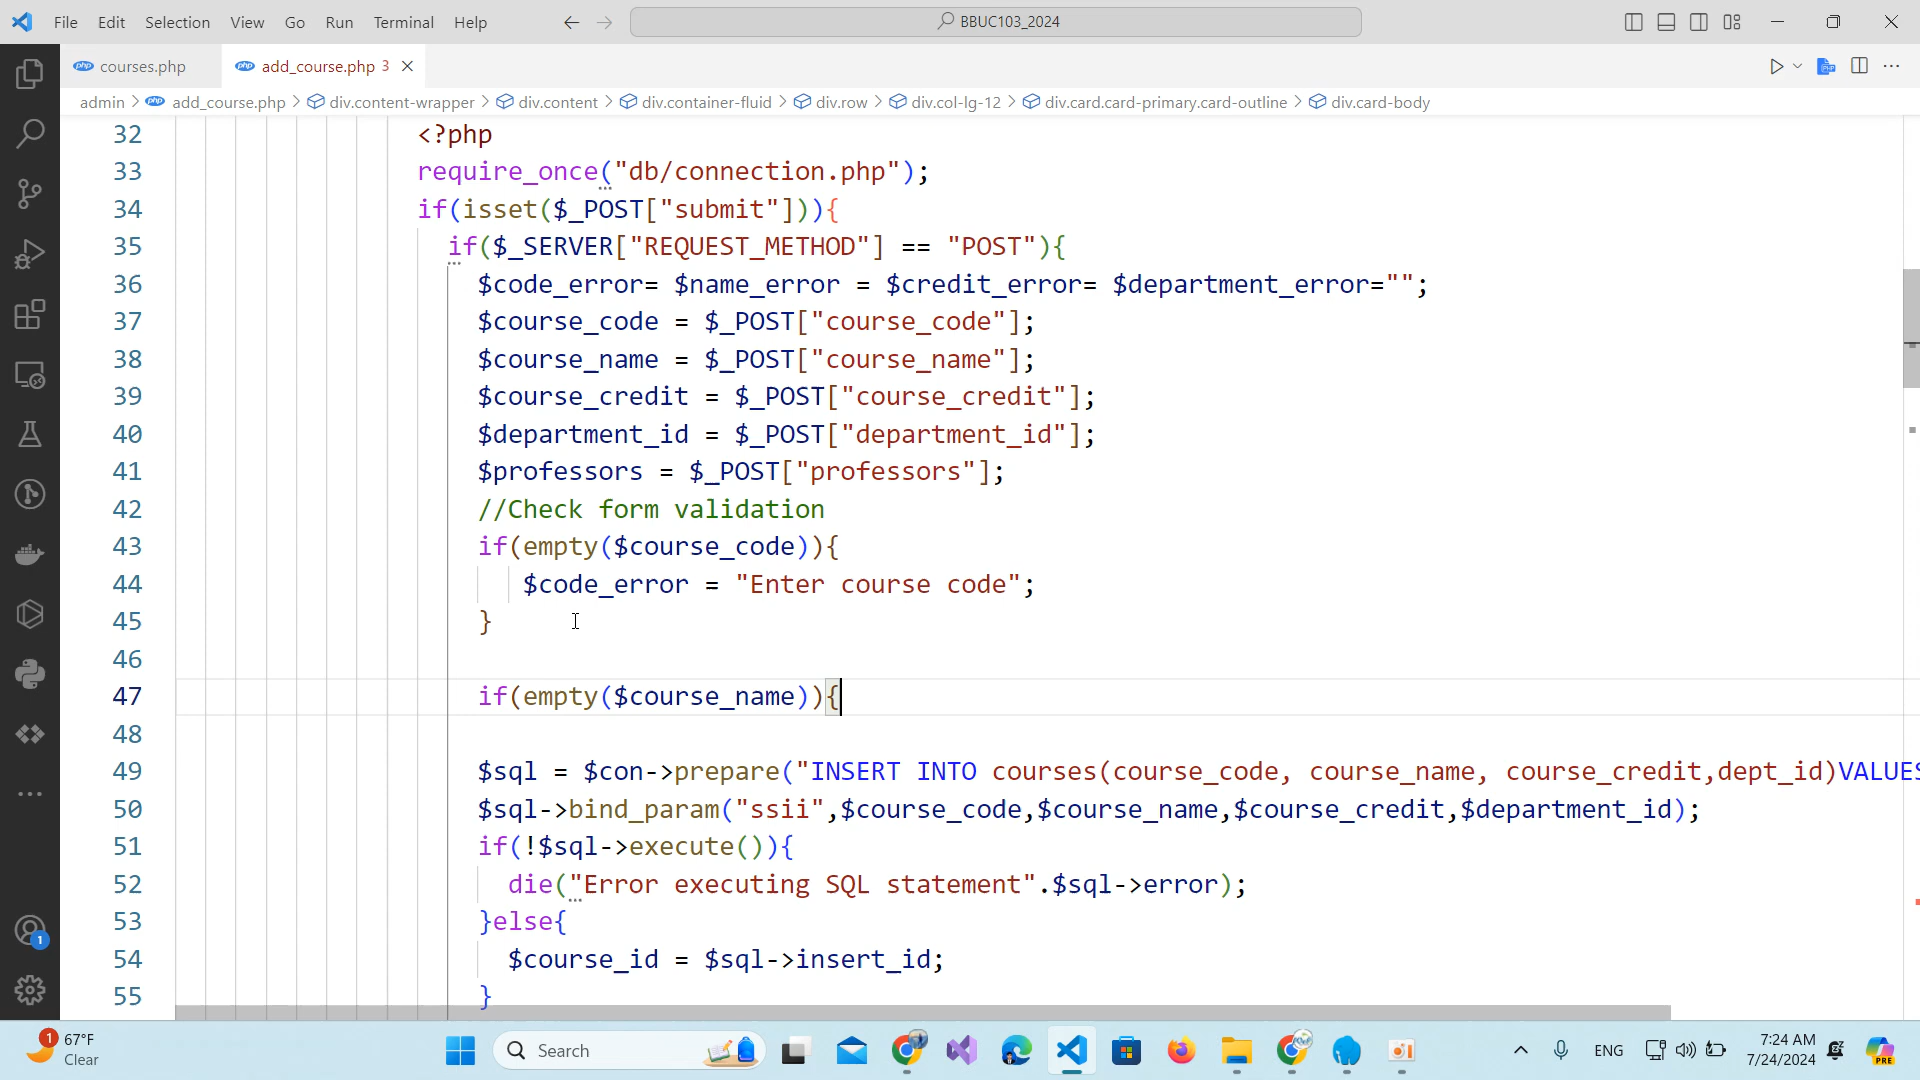 File Edit Selection View Go Run Terminal Help
BBUC103_2024
php courses.php
php add_course.php 3
admin > php add_course.php > div.content-wrapper > div.content > div.container-fluid > div.row > div.col-lg-12 > div.card.card-primary.card-outline > div.card-body
32 <?php
33 require_once("db/connection.php");
34 if(isset($_POST["submit"])){
35 if($_SERVER["REQUEST_METHOD"] == "POST"){
36 $code_error= $name_error = $credit_error= $department_error="";
37 $course_code = $_POST["course_code"];
38 $course_name = $_POST["course_name"];
39 $course_credit = $_POST["course_credit"];
40 $department_id = $_POST["department_id"];
41 $professors = $_POST["professors"];
42 //Check form validation
43 if(empty($course_code)){
44 $code_error = "Enter course code";
45 }
46
47 if(empty($course_name)){
48
49 $sql = $con->prepare("INSERT INTO courses(course_code, course_name, course_credit,dept_id)VALUES
50 $sql->bind_param("ssii",$course_code,$course_name,$course_credit,$department_id);
51 if(!$sql->execute()){
52 die("Error executing SQL statement".$sql->error);
53 }else{
54 $course_id = $sql->insert_id;
55 }
1
1
67°F
Clear
Search
ENG
7:24 AM
7/24/2024
PRE